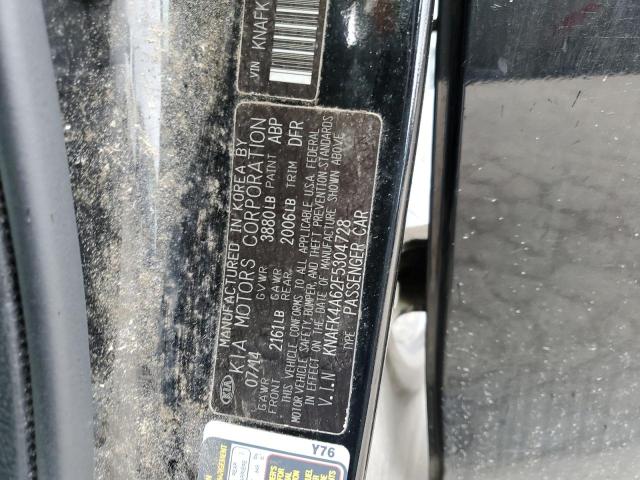 VIN KNAFK
KIA
MANUFACTURED IN KOREA BY
KIA MOTORS CORPORATION
07/14 GVWR 3880LB PAINT ABP
GAWR FRONT 2161LB GAWR REAR 2006LB TRIM DFR
THIS VEHICLE CONFORMS TO ALL APPLICABLE U.S.A. FEDERAL
MOTOR VEHICLE SAFETY, BUMPER, AND THEFT PREVENTION STANDARDS
IN EFFECT ON THE DATE OF MANUFACTURE SHOWN ABOVE.
V.I.N KNAFK4A62F5304728
TYPE PASSENGER CAR
Y76